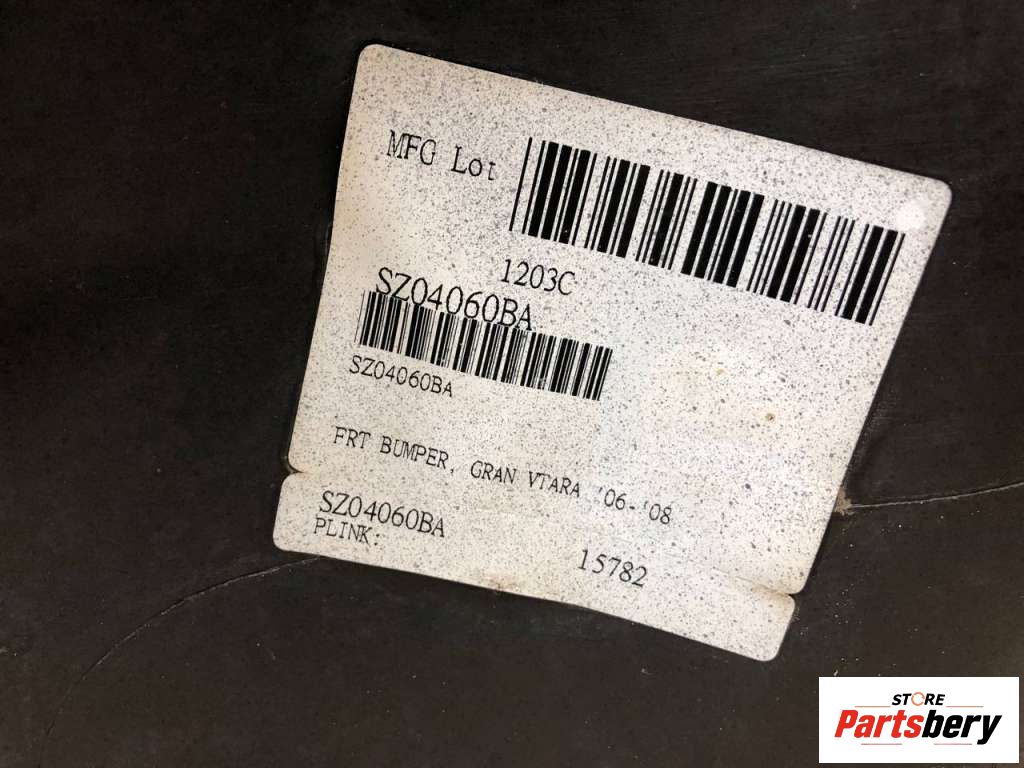 MFG Lot
1203C
SZ04060BA
SZ04060BA
FRT BUMPER, GRAN VTARA '06-'08
SZ04060BA
PLINK:
15782
STORE
Partsbery